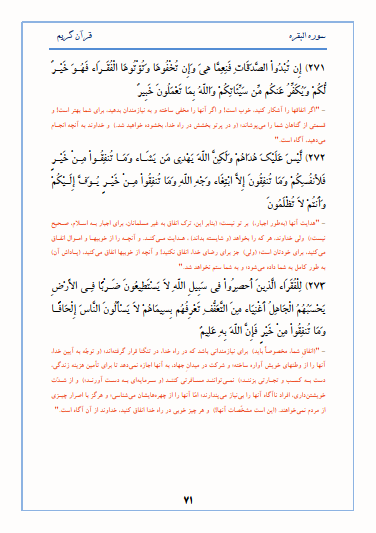 سوره البقره
قرآن کریم
(۲۷۱) إِن تُبْدُواْ الصَّدَقَاتِ فَنِعِمَّا هِيَ وَإِن تُخْفُوهَا وَتُؤْتُوهَا الْفُقَرَاء فَهُوَ خَيْرٌ
لُّكُمْ وَيُكَفِّرُ عَنكُم مِّن سَيِّئَاتِكُمْ وَاللّهُ بِمَا تَعْمَلُونَ خَبِيرٌ
- "اگر انفاقها را آشکار کنید، خوب است! و اگر آنها را مخفی ساخته و به نیازمندان بدهید، برای شما بهتر است! و
قسمتی از گناهان شما را می‌پوشاند؛ (و در پرتو بخشش در راه خدا، بخشوده خواهید شد.) و خداوند به آنچه انجام
می‌دهید، آگاه است."
(۲۷۲) لَّيْسَ عَلَيْكَ هُدَاهُمْ وَلَكِنَّ اللّهَ يَهْدِي مَن يَشَاء وَمَا تُنفِقُواْ مِنْ خَيْرٍ
فَلأنفُسِكُمْ وَمَا تُنفِقُونَ إِلاَّ ابْتِغَاء وَجْهِ اللّهِ وَمَا تُنفِقُواْ مِنْ خَيْرٍ يُوَفَّ إِلَيْكُمْ
وَأَنتُمْ لاَ تُظْلَمُونَ
- "هدایت آنها (به‌طور اجبار،) بر تو نیست؛ (بنابر این، ترک انفاق به غیر مسلمانان، برای اجبار به اسلام، صحیح
نیست؛) ولی خداوند، هر که را بخواهد (و شایسته بداند)، هدایت می‌کند. و آنچه را از خوبیها و اموال انفاق
می‌کنید، برای خودتان است؛ (ولی) جز برای رضای خدا، انفاق نکنید! و آنچه از خوبیها انفاق می‌کنید، (پاداش آن)
به طور کامل به شما داده می‌شود؛ و به شما ستم نخواهد شد."
(۲۷۳) لِلْفُقَرَاء الَّذِينَ أُحصِرُواْ فِي سَبِيلِ اللّهِ لاَ يَسْتَطِيعُونَ ضَرْبًا فِي الأَرْضِ
يَحْسَبُهُمُ الْجَاهِلُ أَغْنِيَاء مِنَ التَّعَفُّفِ تَعْرِفُهُم بِسِيمَاهُمْ لاَ يَسْأَلُونَ النَّاسَ إِلْحَافًا
وَمَا تُنفِقُواْ مِنْ خَيْرٍ فَإِنَّ اللّهَ بِهِ عَلِيمٌ
- "(انفاق شما، مخصوصاً باید) برای نیازمندانی باشد که در راه خدا، در تنگنا قرار گرفته‌اند؛ (و توجّه به آیین خدا،
آنها را از وطنهای خویش آواره ساخته؛ و شرکت در میدان جهاد، به آنها اجازه نمی‌دهد تا برای تأمین هزینه زندگی،
دست به کسب و تجارتی بزنند؛) نمی‌توانند مسافرتی کنند (و سرمایه‌ای به دست آورند؛) و از شدّت
خویشتن‌داری، افراد ناآگاه آنها را بی‌نیاز می‌پندارند؛ امّا آنها را از چهره‌هایشان می‌شناسی؛ و هرگز با اصرار چیزی
از مردم نمی‌خواهند. (این است مشخّصات آنها!) و هر چیز خوبی در راه خدا انفاق کنید، خداوند از آن آگاه است."
۷۱